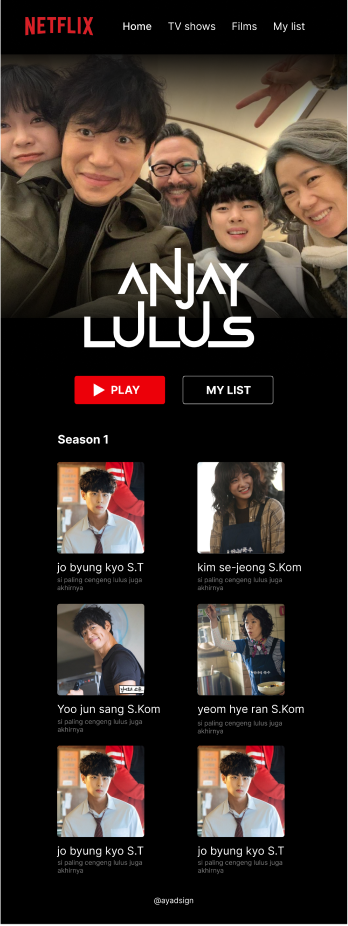 NETFLIX Home TV shows Films My list
ANJAY
LULUS
PLAY MY LIST
Season 1
jo byung kyo S.T kim se-jeong S.Kom
si paling cengeng lulus juga si paling cengeng lulus juga
akhirnya akhirnya
Yoo jun sang S.Kom yeom hye ran S.Kom
si paling cengeng lulus juga si paling cengeng lulus juga
akhirnya akhirnya
jo byung kyo S.T jo byung kyo S.T
si paling cengeng lulus juga si paling cengeng lulus juga
akhirnya akhirnya
@ayadsign